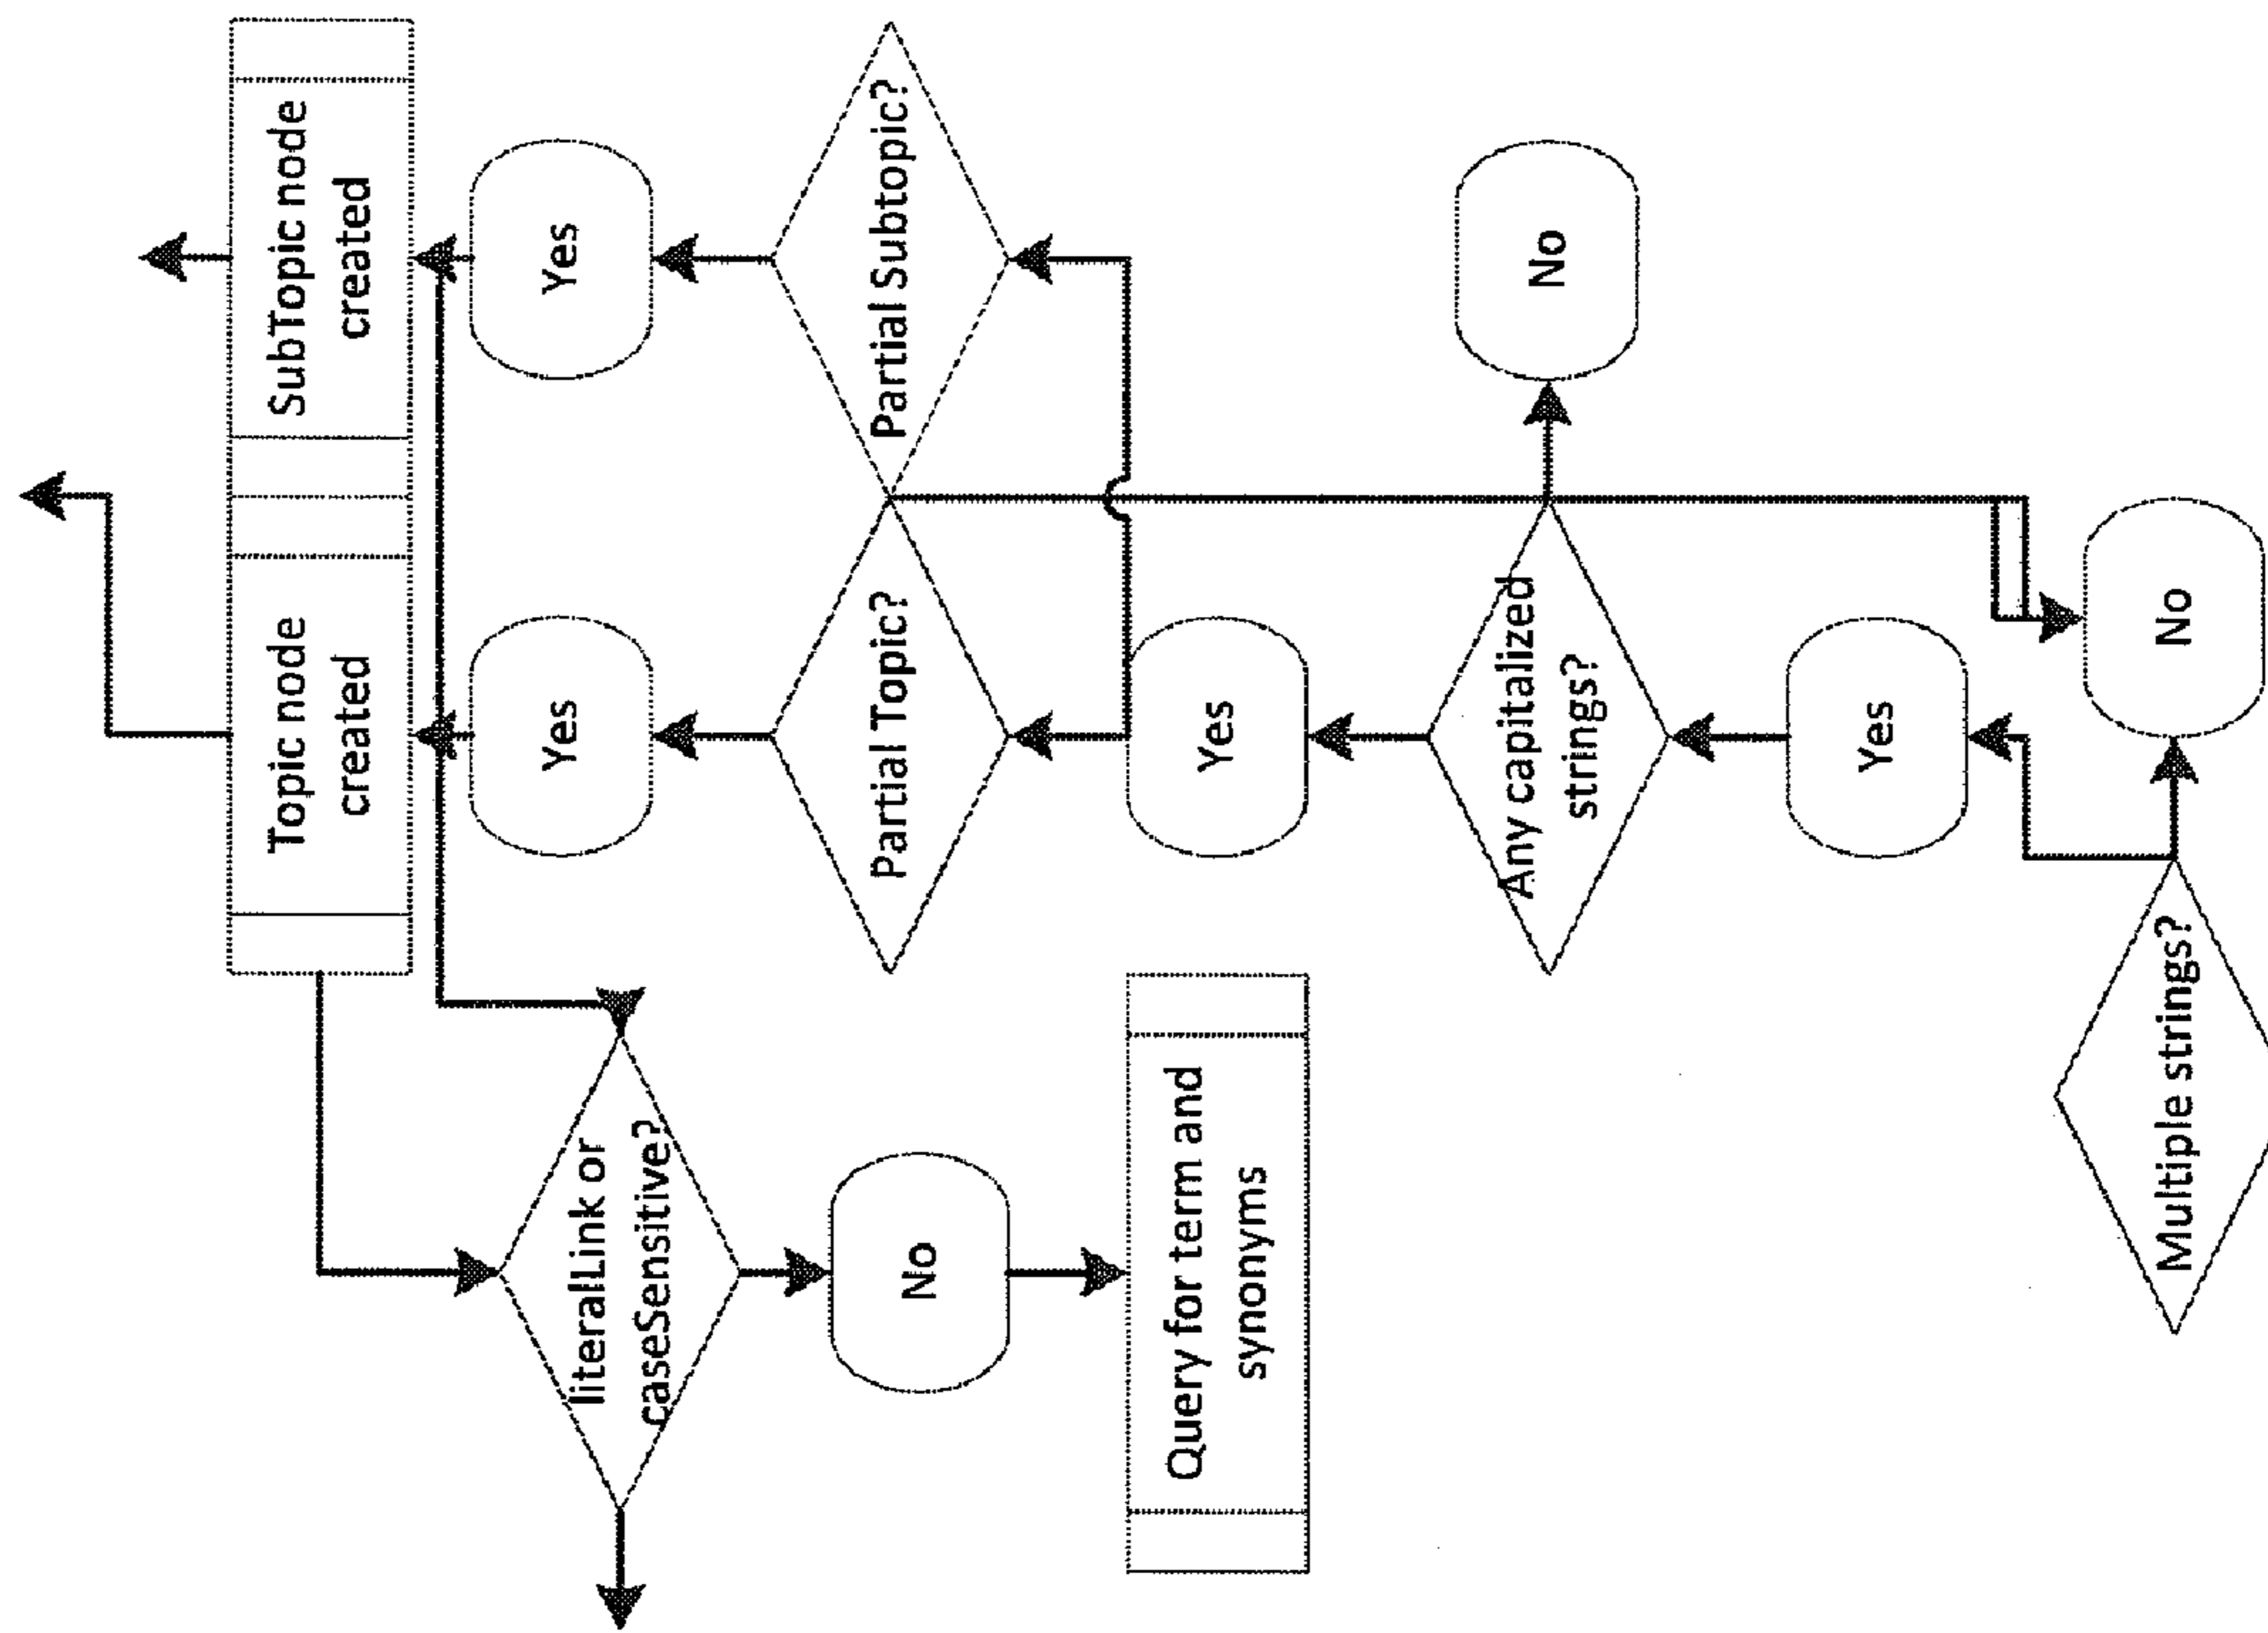 Topic node
created
SubTopic node
created
literalLink or
caseSensitive?
Yes
Yes
No
Partial Topic?
Partial Subtopic?
Query for term and
synonyms
Yes
Any capitalized
strings?
No
Yes
Multiple strings?
No